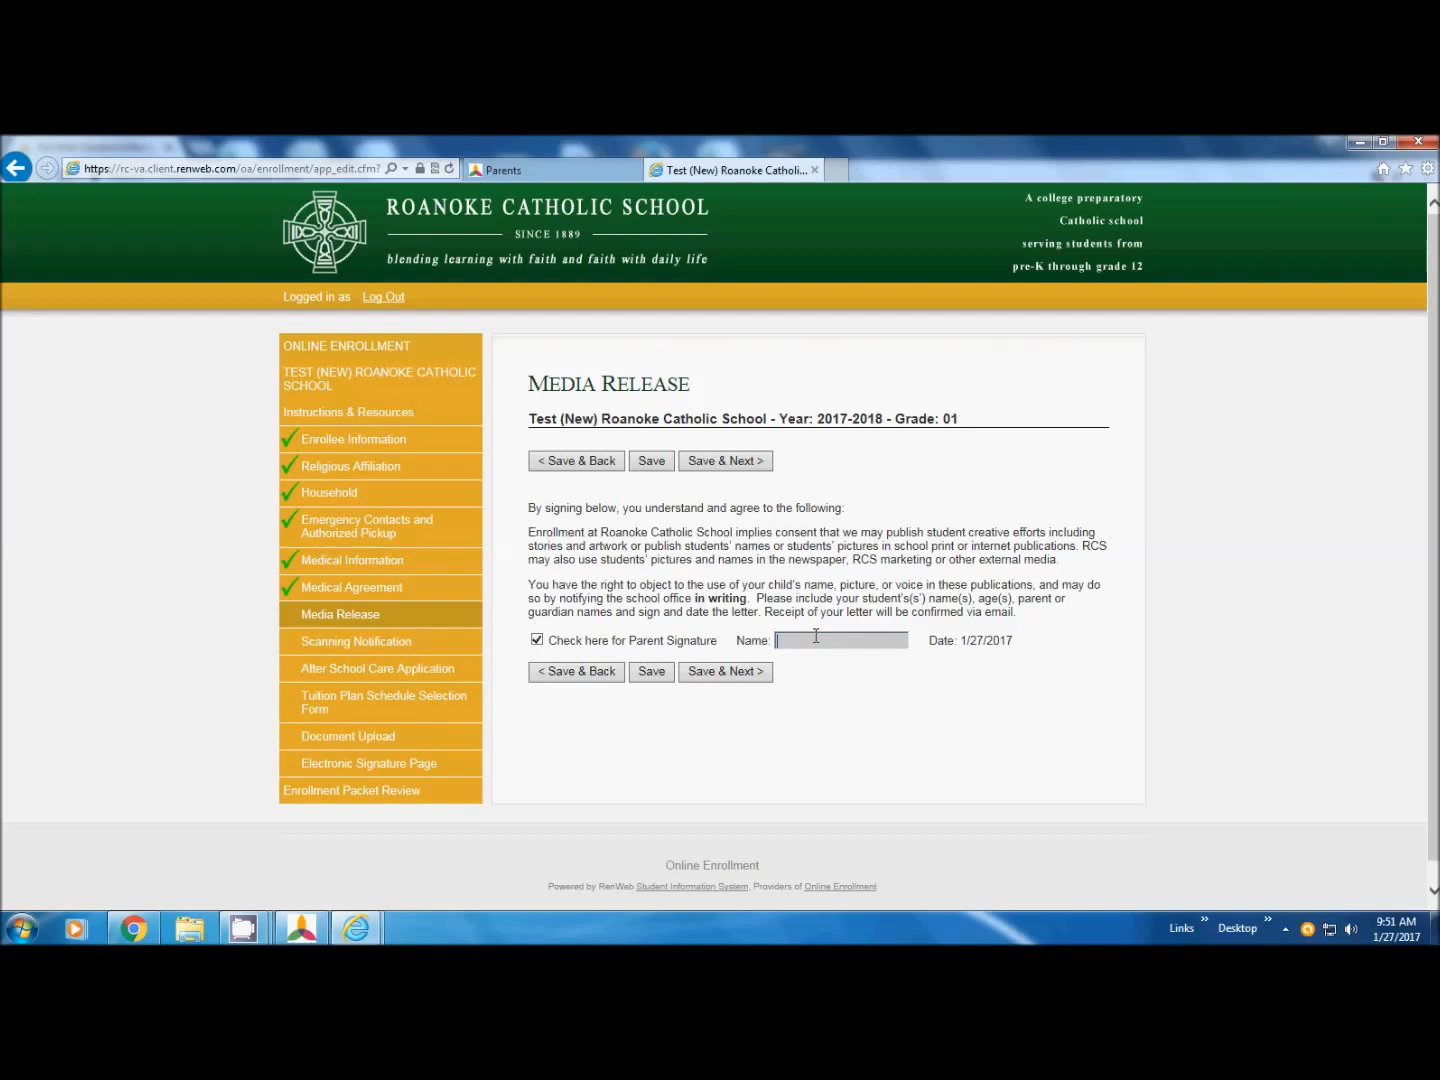 https://rc-va.client.renweb.com/oa/enrollment/app_edit.cfm?
Parents
Test (New) Roanoke Catholi...
ROANOKE CATHOLIC SCHOOL
SINCE 1889
blending learning with faith and faith with daily life
A college preparatory
Catholic school
serving students from
pre-K through grade 12
Logged in as Log Out
ONLINE ENROLLMENT
TEST (NEW) ROANOKE CATHOLIC
SCHOOL
Instructions & Resources
Enrollee Information
Religious Affiliation
Household
Emergency Contacts and
Authorized Pickup
Medical Information
Medical Agreement
Media Release
Scanning Notification
After School Care Application
Tuition Plan Schedule Selection
Form
Document Upload
Electronic Signature Page
Enrollment Packet Review
MEDIA RELEASE
Test (New) Roanoke Catholic School - Year: 2017-2018 - Grade: 01
< Save & Back Save Save & Next >
By signing below, you understand and agree to the following:
Enrollment at Roanoke Catholic School implies consent that we may publish student creative efforts including
stories and artwork or publish students' names or students' pictures in school print or internet publications. RCS
may also use students' pictures and names in the newspaper, RCS marketing or other external media.
You have the right to object to the use of your child's name, picture, or voice in these publications, and may do
so by notifying the school office in writing. Please include your student's(s') name(s), age(s), parent or
guardian names and sign and date the letter. Receipt of your letter will be confirmed via email.
Check here for Parent Signature Name: Date: 1/27/2017
< Save & Back Save Save & Next >
Online Enrollment
Powered by RenWeb Student Information System, Providers of Online Enrollment
Links Desktop
9:51 AM
1/27/2017